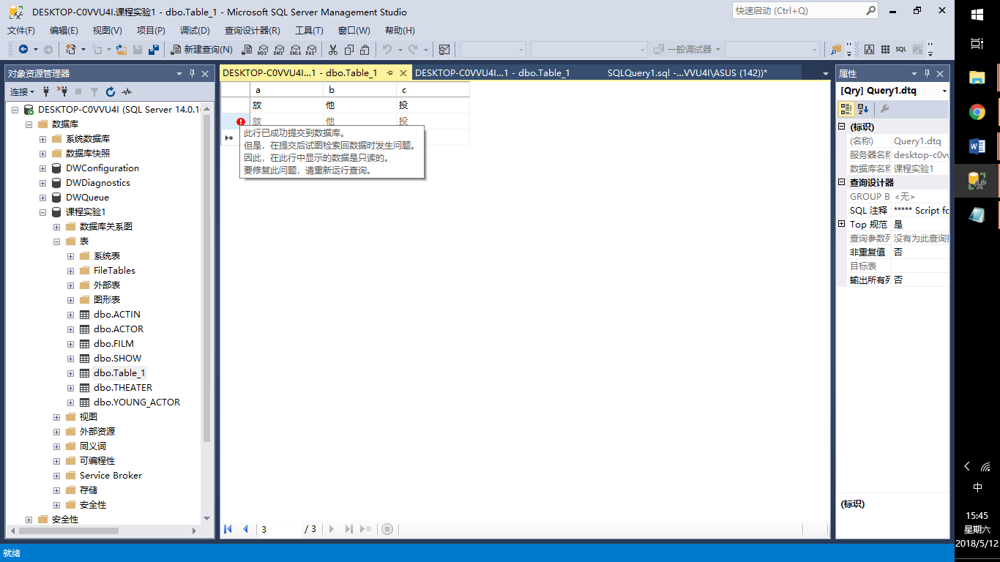 DESKTOP-C0VVU4I.课程实验1 - dbo.Table_1 - Microsoft SQL Server Management Studio
快速启动 (Ctrl+Q)
文件(F) 编辑(E) 视图(V) 项目(P) 调试(D) 查询设计器(R) 工具(T) 窗口(W) 帮助(H)
新建查询(N) MDX DMX XMLA DAX 一般调试器 SQL
对象资源管理器
连接
DESKTOP-C0VVU4I (SQL Server 14.0.1
数据库
系统数据库
数据库快照
DWConfiguration
DWDiagnostics
DWQueue
课程实验1
数据库关系图
表
系统表
FileTables
外部表
图形表
dbo.ACTIN
dbo.ACTOR
dbo.FILM
dbo.SHOW
dbo.Table_1
dbo.THEATER
dbo.YOUNG_ACTOR
视图
外部资源
同义词
可编程性
Service Broker
存储
安全性
安全性
DESKTOP-C0VVU4I...1 - dbo.Table_1
DESKTOP-C0VVU4I...1 - dbo.Table_1
SQLQuery1.sql -...VVU4I\ASUS (142))*
a b c
放 他 投
放 他 投
此行已成功提交到数据库。
但是，在提交后试图检索回数据时发生问题。
因此，在此行中显示的数据是只读的。
要修复此问题，请重新运行查询。
3 / 3
属性
[Qry] Query1.dtq
(标识)
(名称) Query1.dtq
服务器名称 desktop-c0vv
数据库名称 课程实验1
查询设计器
GROUP B <无>
SQL 注释 ***** Script fo
Top 规范 是
查询参数列 没有为此查询指
非重复值 否
目标表
输出所有列 否
(标识)
就绪
中
15:45
星期六
2018/5/12